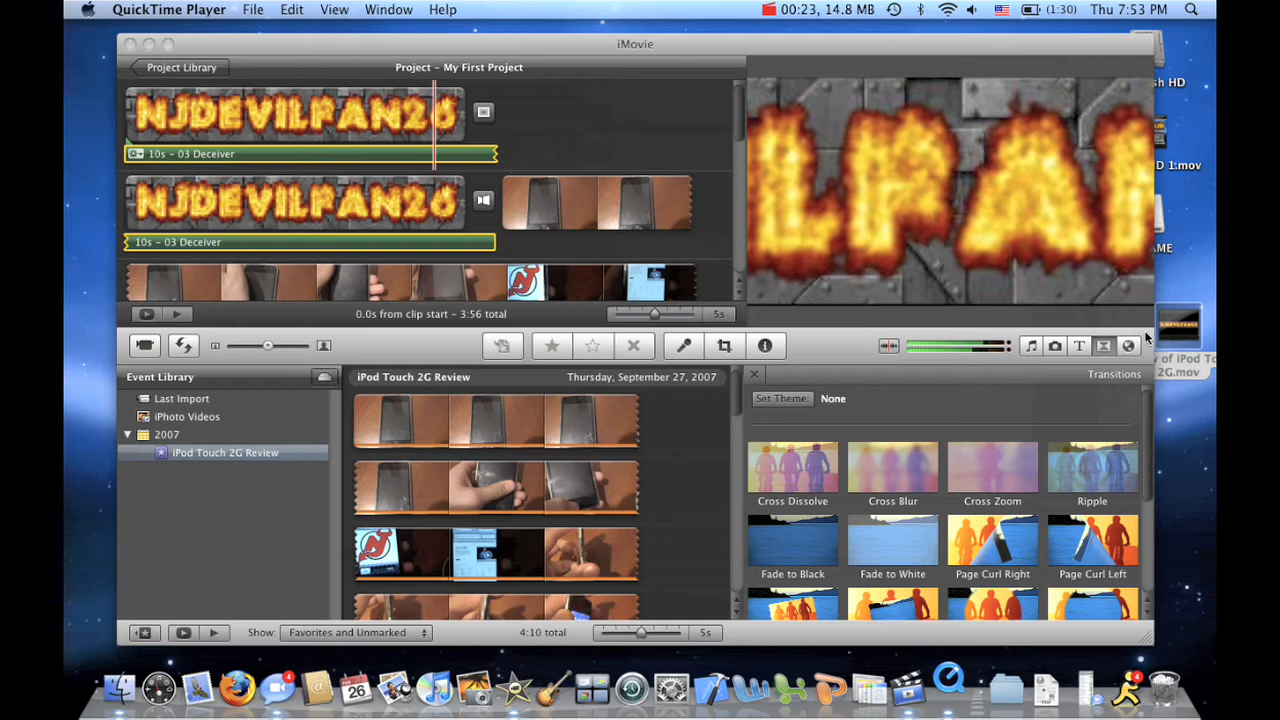 QuickTime Player File Edit View Window Help 00:23, 14.8 MB (1:30) Thu 7:53 PM
iMovie
Project Library Project - My First Project
NJDEVILFAN26
10s - 03 Deceiver
NJDEVILFAN26
10s - 03 Deceiver
0.0s from clip start - 3:56 total 5s
LFAN
HD
1.mov
AME
of iPod
2G.mov
Event Library
Last Import
iPhoto Videos
2007
iPod Touch 2G Review
iPod Touch 2G Review Thursday, September 27, 2007
Transitions
Set Theme: None
Cross Dissolve Cross Blur Cross Zoom Ripple
Fade to Black Fade to White Page Curl Right Page Curl Left
Show: Favorites and Unmarked 4:10 total 5s
FEB
26
4
4